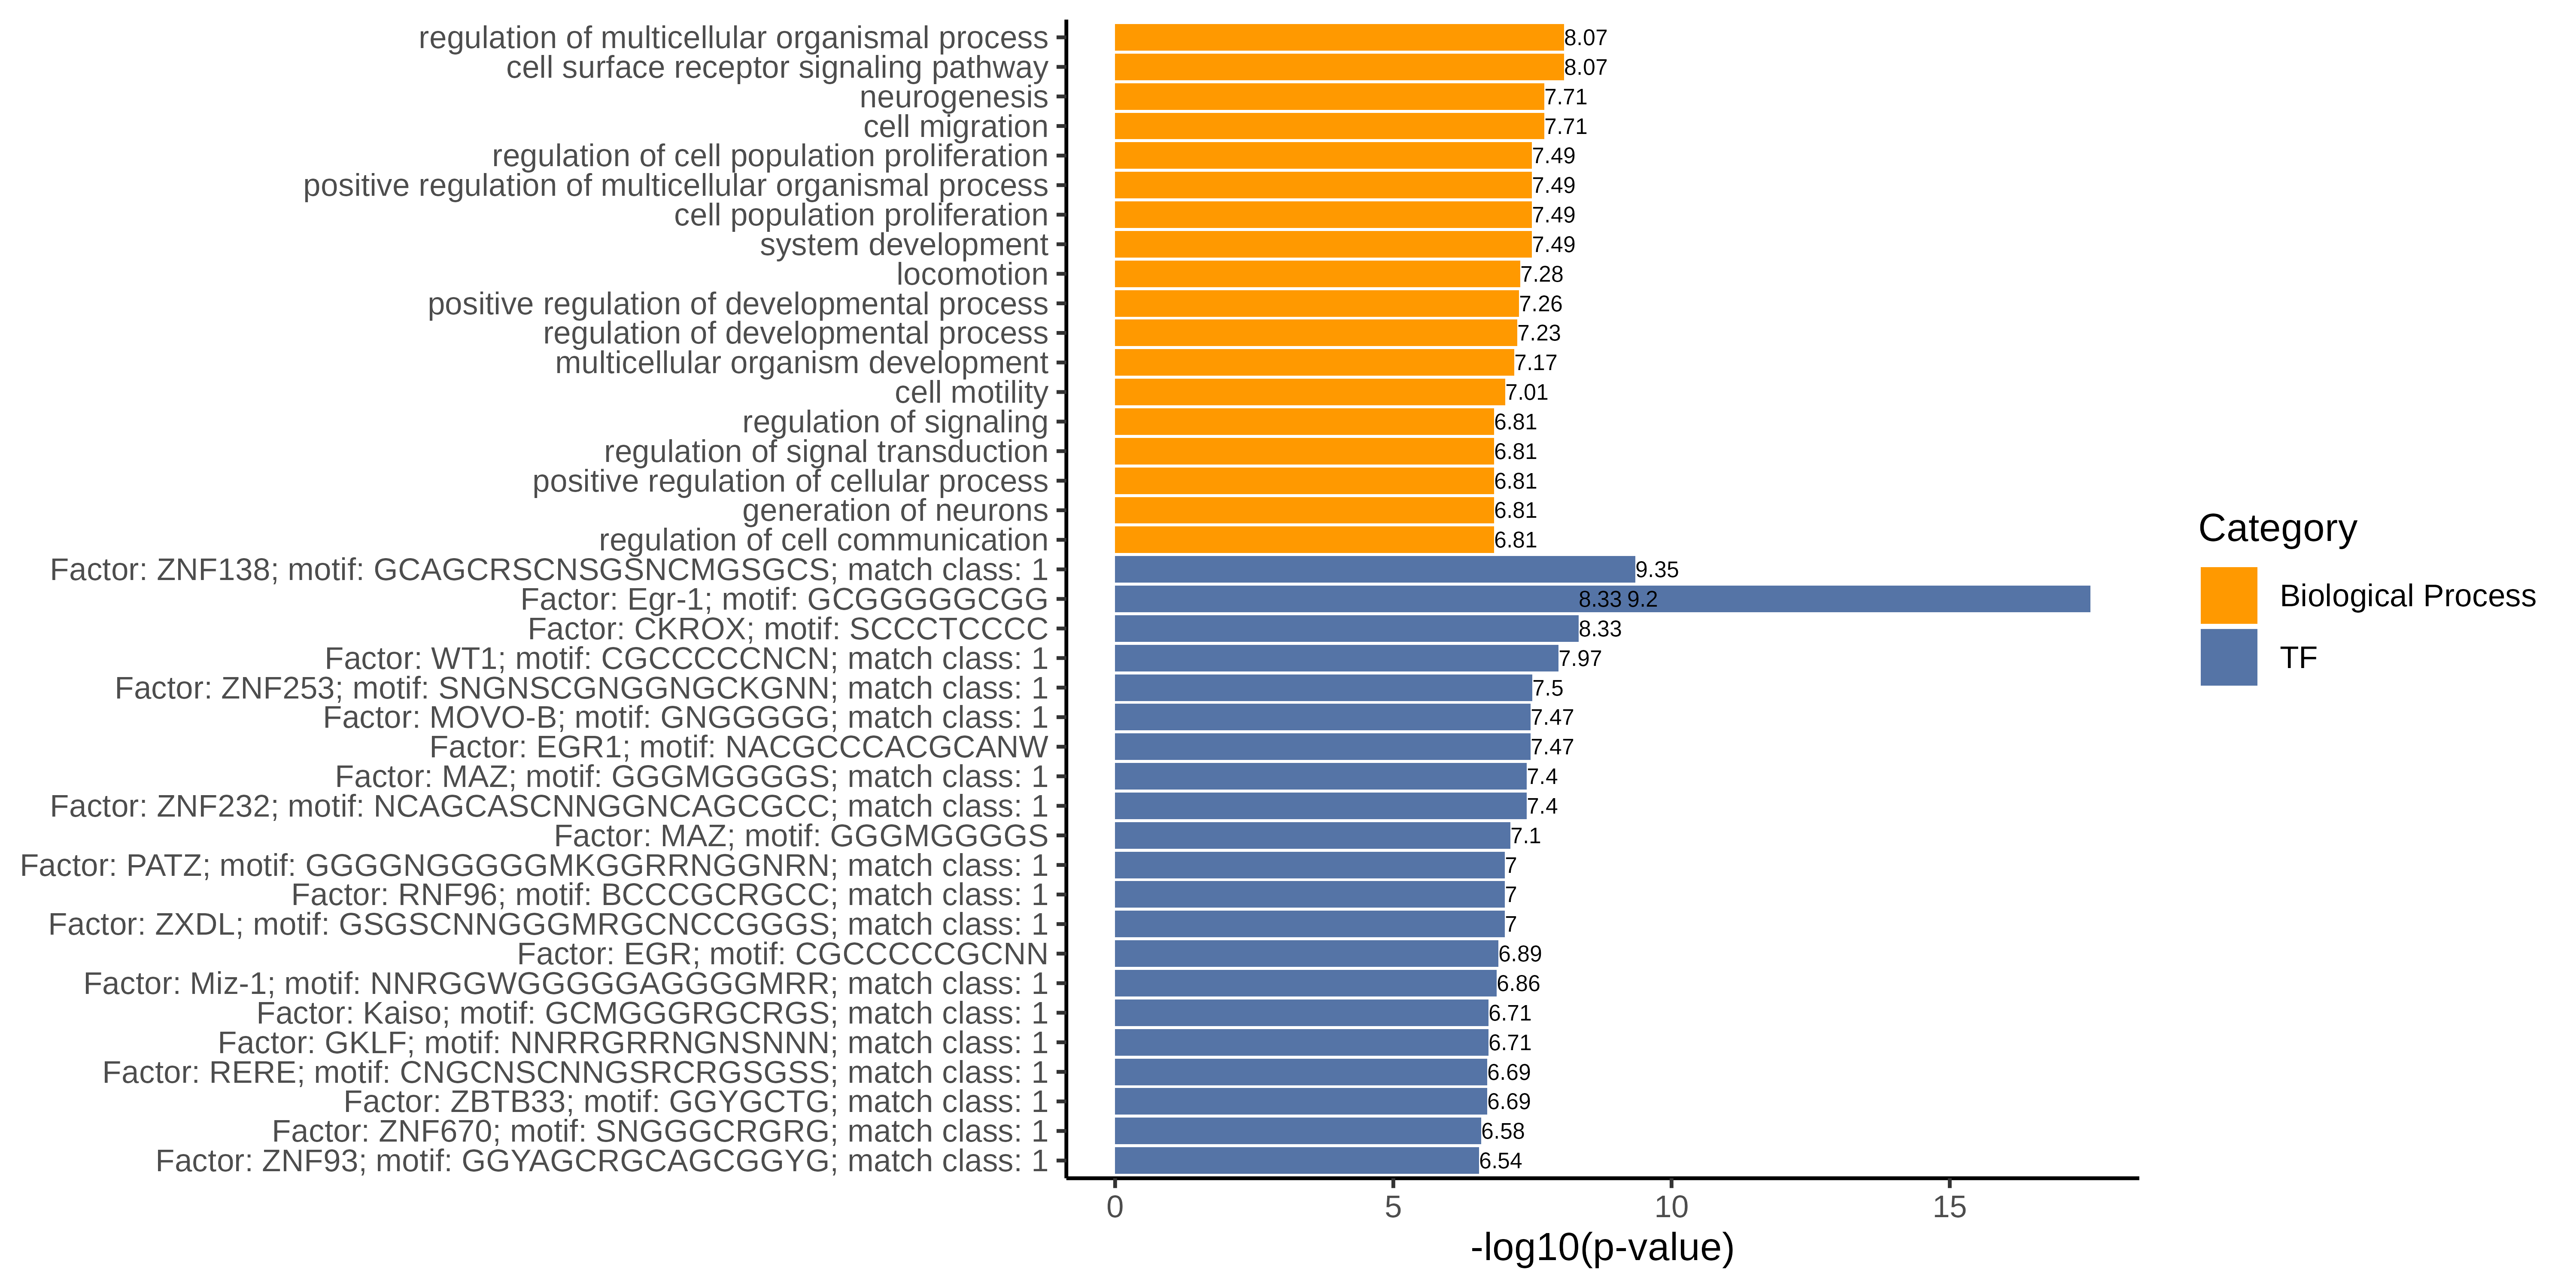 regulation of multicellular organismal process 8.07
cell surface receptor signaling pathway 8.07
neurogenesis 7.71
cell migration 7.71
regulation of cell population proliferation 7.49
positive regulation of multicellular organismal process 7.49
cell population proliferation 7.49
system development 7.49
locomotion 7.28
positive regulation of developmental process 7.26
regulation of developmental process 7.23
multicellular organism development 7.17
cell motility 7.01
regulation of signaling 6.81
regulation of signal transduction 6.81
positive regulation of cellular process 6.81
generation of neurons 6.81
regulation of cell communication 6.81
Factor: ZNF138; motif: GCAGCRSCNSGSNCMGSGCS; match class: 1 9.35
Factor: Egr-1; motif: GCGGGGGCGG 8.33 9.2
Factor: CKROX; motif: SCCCTCCCC 8.33
Factor: WT1; motif: CGCCCCCNCN; match class: 1 7.97
Factor: ZNF253; motif: SNGNSCGNGGNGCKGNN; match class: 1 7.5
Factor: MOVO-B; motif: GNGGGGG; match class: 1 7.47
Factor: EGR1; motif: NACGCCCACGCANW 7.47
Factor: MAZ; motif: GGGMGGGGS; match class: 1 7.4
Factor: ZNF232; motif: NCAGCASCNNGGNCAGCGCC; match class: 1 7.4
Factor: MAZ; motif: GGGMGGGGS 7.1
Factor: PATZ; motif: GGGGNGGGGGMKGGRRNGGNRN; match class: 1 7
Factor: RNF96; motif: BCCCGCRGCC; match class: 1 7
Factor: ZXDL; motif: GSGSCNNGGGMRGCNCCGGGS; match class: 1 7
Factor: EGR; motif: CGCCCCCGCNN 6.89
Factor: Miz-1; motif: NNRGGWGGGGGAGGGGMRR; match class: 1 6.86
Factor: Kaiso; motif: GCMGGGRGCRGS; match class: 1 6.71
Factor: GKLF; motif: NNRRGRRNGNSNNN; match class: 1 6.71
Factor: RERE; motif: CNGCNSCNNGSRCRGSGSS; match class: 1 6.69
Factor: ZBTB33; motif: GGYGCTG; match class: 1 6.69
Factor: ZNF670; motif: SNGGGCRGRG; match class: 1 6.58
Factor: ZNF93; motif: GGYAGCRGCAGCGGYG; match class: 1 6.54
0 5 10 15
-log10(p-value)
Category
Biological Process
TF